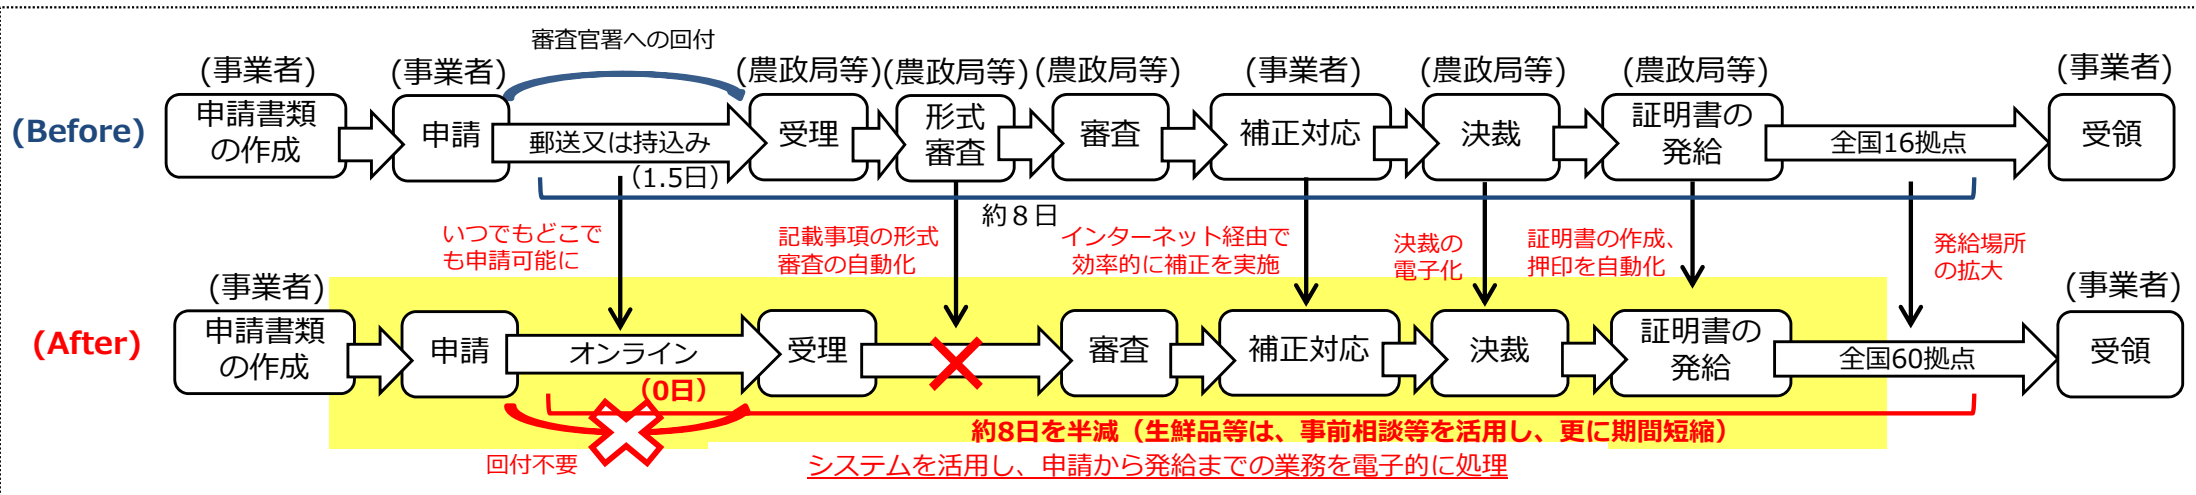 審査官署への回付
(事業者)
(事業者)
(農政局等)
(農政局等)
(農政局等)
(事業者)
(農政局等)
(農政局等)
(事業者)
(Before)
申請書類
の作成
申請
郵送又は持込み
（1.5日）
受理
形式
審査
審査
補正対応
決裁
証明書の
発給
全国16拠点
受領
約８日
いつでもどこで
も申請可能に
記載事項の形式
審査の自動化
インターネット経由で
効率的に補正を実施
決裁の
電子化
証明書の作成、
押印を自動化
発給場所
の拡大
(事業者)
(事業者)
(After)
申請書類
の作成
申請
オンライン
（0日）
受理
審査
補正対応
決裁
証明書の
発給
全国60拠点
受領
約8日を半減（生鮮品等は、事前相談等を活用し、更に期間短縮）
回付不要
システムを活用し、申請から発給までの業務を電子的に処理